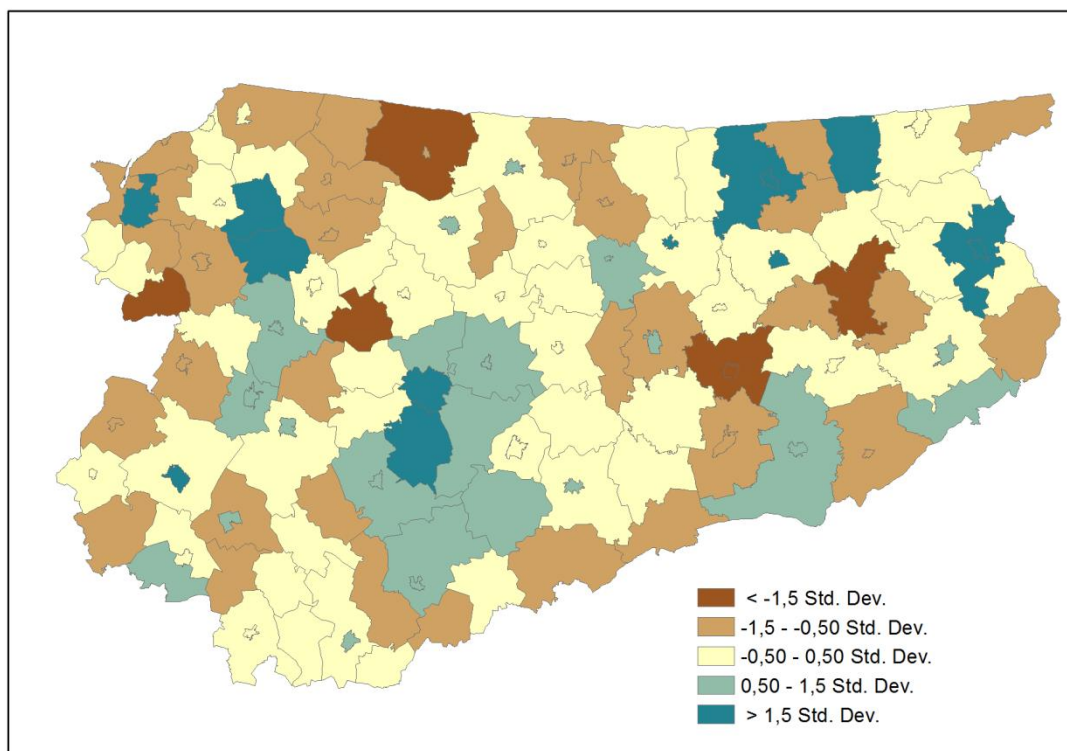 < -1,5 Std. Dev.
-1,5 - -0,50 Std. Dev.
-0,50 - 0,50 Std. Dev.
0,50 - 1,5 Std. Dev.
> 1,5 Std. Dev.